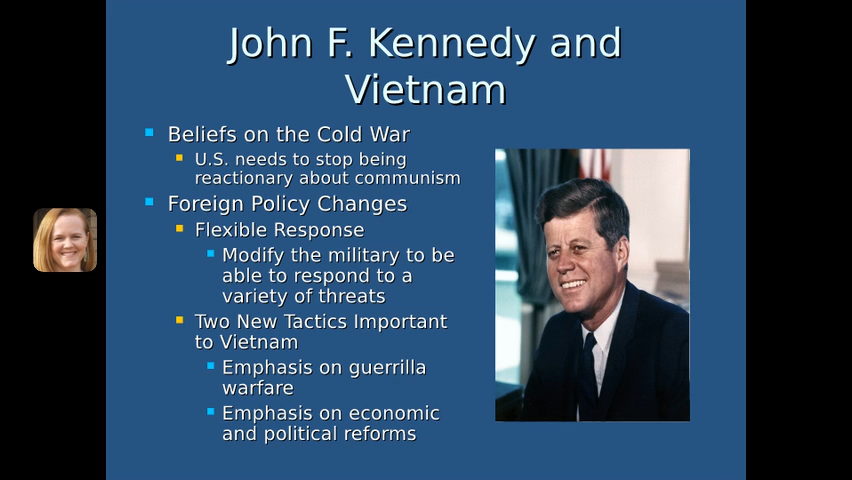 John F. Kennedy and
Vietnam
Beliefs on the Cold War
U.S. needs to stop being
reactionary about communism
Foreign Policy Changes
Flexible Response
Modify the military to be
able to respond to a
variety of threats
Two New Tactics Important
to Vietnam
Emphasis on guerrilla
warfare
Emphasis on economic
and political reforms